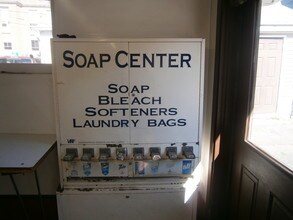 SOAP CENTER
SOAP
BLEACH
SOFTENERS
LAUNDRY BAGS